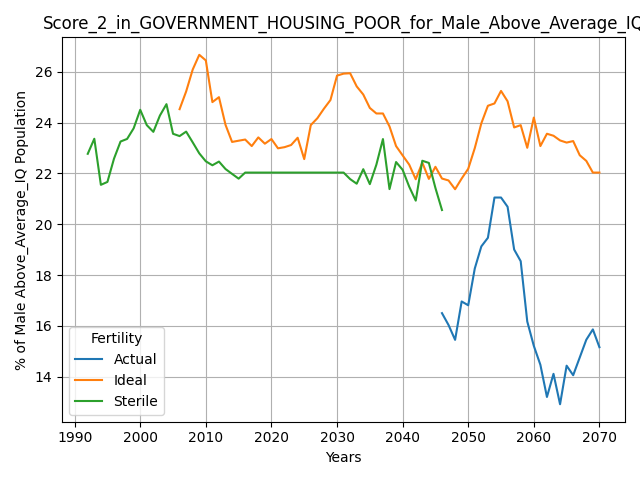 Score_2_in_GOVERNMENT_HOUSING_POOR_for_Male_Above_Average_IQ
% of Male Above_Average_IQ Population
26
24
22
20
18
16
14
Fertility
Actual
Ideal
Sterile
1990 2000 2010 2020 2030 2040 2050 2060 2070
Years